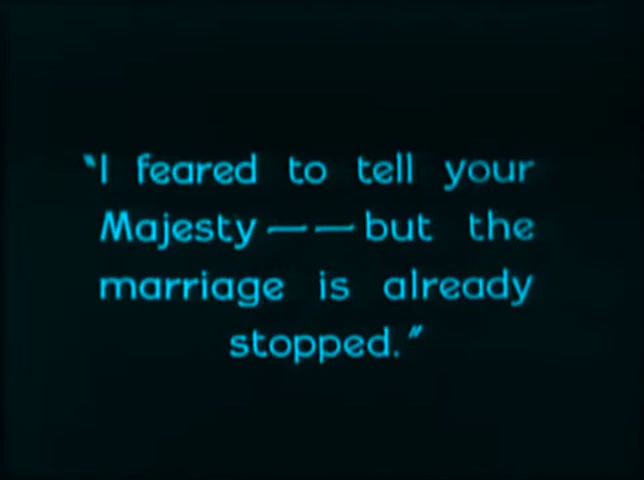 "I feared to tell your
Majesty——but the
marriage is already
stopped."